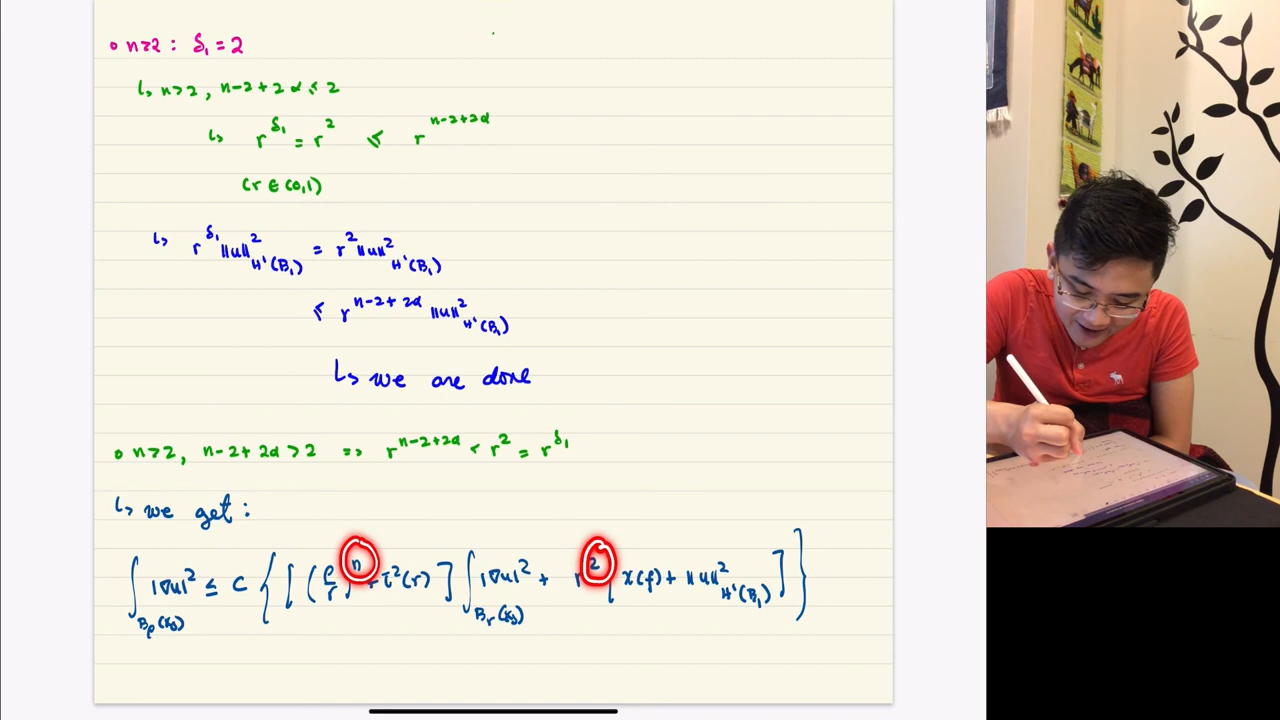 • n>2 : δ₁ = 2
↳ n>2, n-2+2α ≤ 2
↳ r^{δ₁} = r² ≤ r^{n-2+2α}
(r ∈ (0,1))
↳ r^{δ₁} ||u||²_{H¹(B₁)} = r² ||u||²_{H¹(B₁)}
≤ r^{n-2+2α} ||u||²_{H¹(B₁)}
↳ we are done
• n>2, n-2+2α > 2 => r^{n-2+2α} < r² = r^{δ₁}
↳ we get :
∫_{B_ρ(x₀)} |∇u|² ≤ C { [ (ρ/r)^n + τ²(r) ] ∫_{B_r(x₀)} |∇u|² + r² [ χ(f) + ||u||²_{H¹(B₁)} ] }